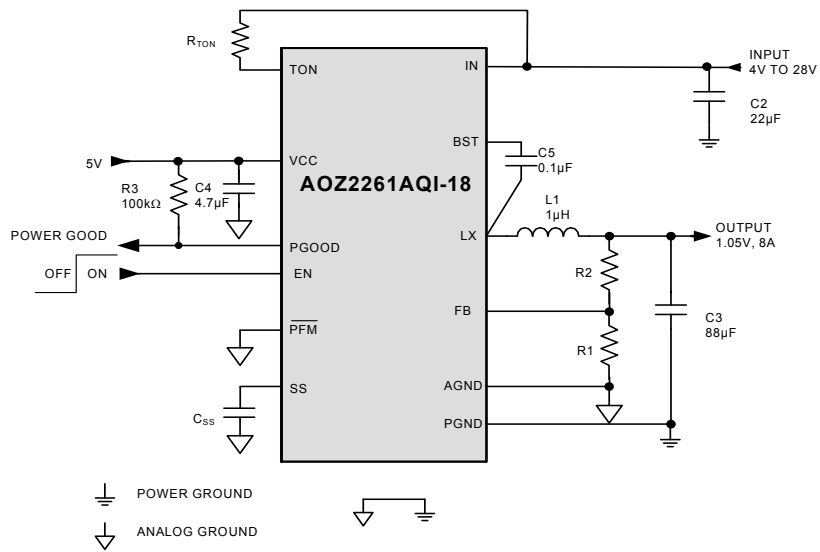 R_TON
TON
IN
INPUT
4V TO 28V
C2
22µF
BST
C5
0.1µF
5V
VCC
AOZ2261AQI-18
R3
100kΩ
C4
4.7µF
L1
1µH
LX
OUTPUT
1.05V, 8A
POWER GOOD
PGOOD
OFF
ON
EN
R2
FB
C3
88µF
PFM
R1
SS
AGND
C_SS
PGND
POWER GROUND
ANALOG GROUND